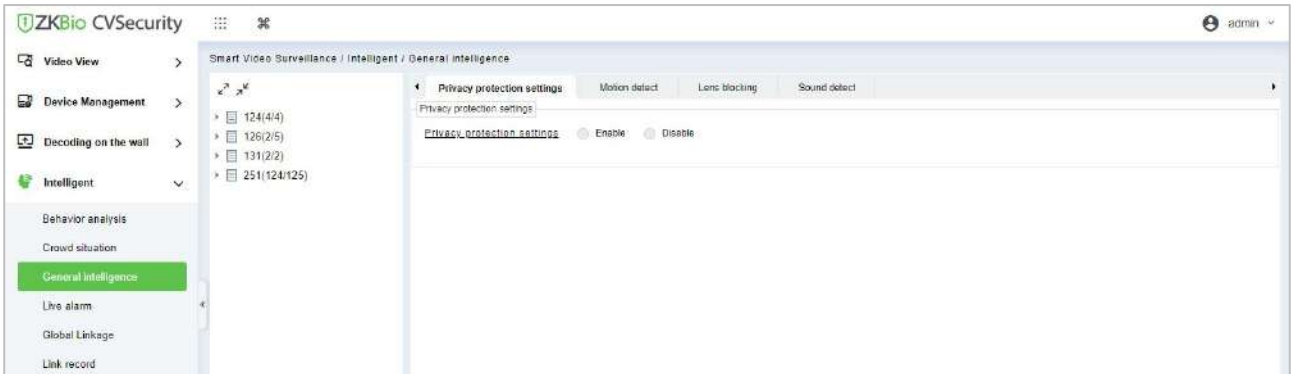 ZKBio CVSecurity
admin
Video View
Device Management
Decoding on the wall
Intelligent
Behavior analysis
Crowd situation
General intelligence
Live alarm
Global Linkage
Link record
Smart Video Surveillance / Intelligent / General intelligence
124(4/4)
126(2/5)
131(2/2)
251(124/125)
Privacy protection settings Motion detect Lens blocking Sound detect
Privacy protection settings
Privacy protection settings Enable Disable